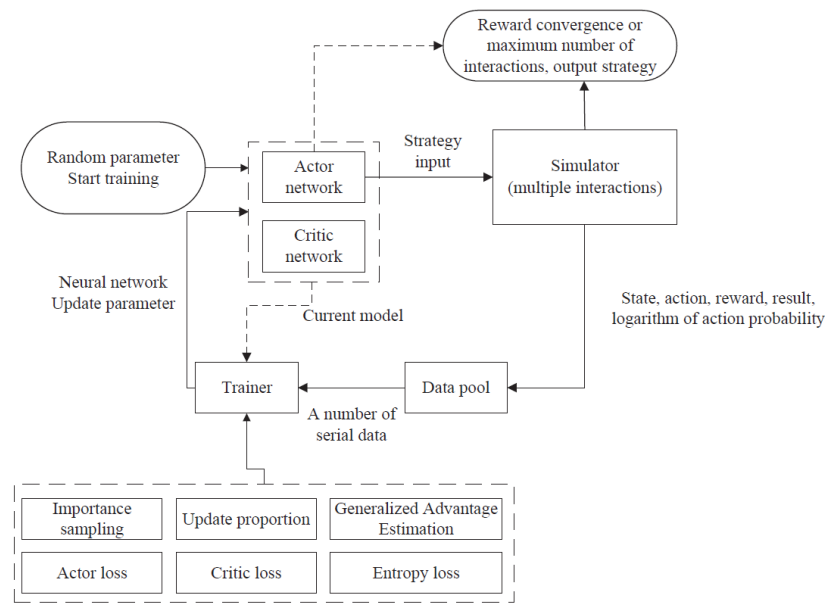 Reward convergence or
maximum number of
interactions, output strategy
Random parameter
Start training
Actor
network
Strategy
input
Simulator
(multiple interactions)
Critic
network
Neural network
Update parameter
Current model
State, action, reward, result,
logarithm of action probability
Trainer
Data pool
A number of
serial data
Importance
sampling
Update proportion
Generalized Advantage
Estimation
Actor loss
Critic loss
Entropy loss